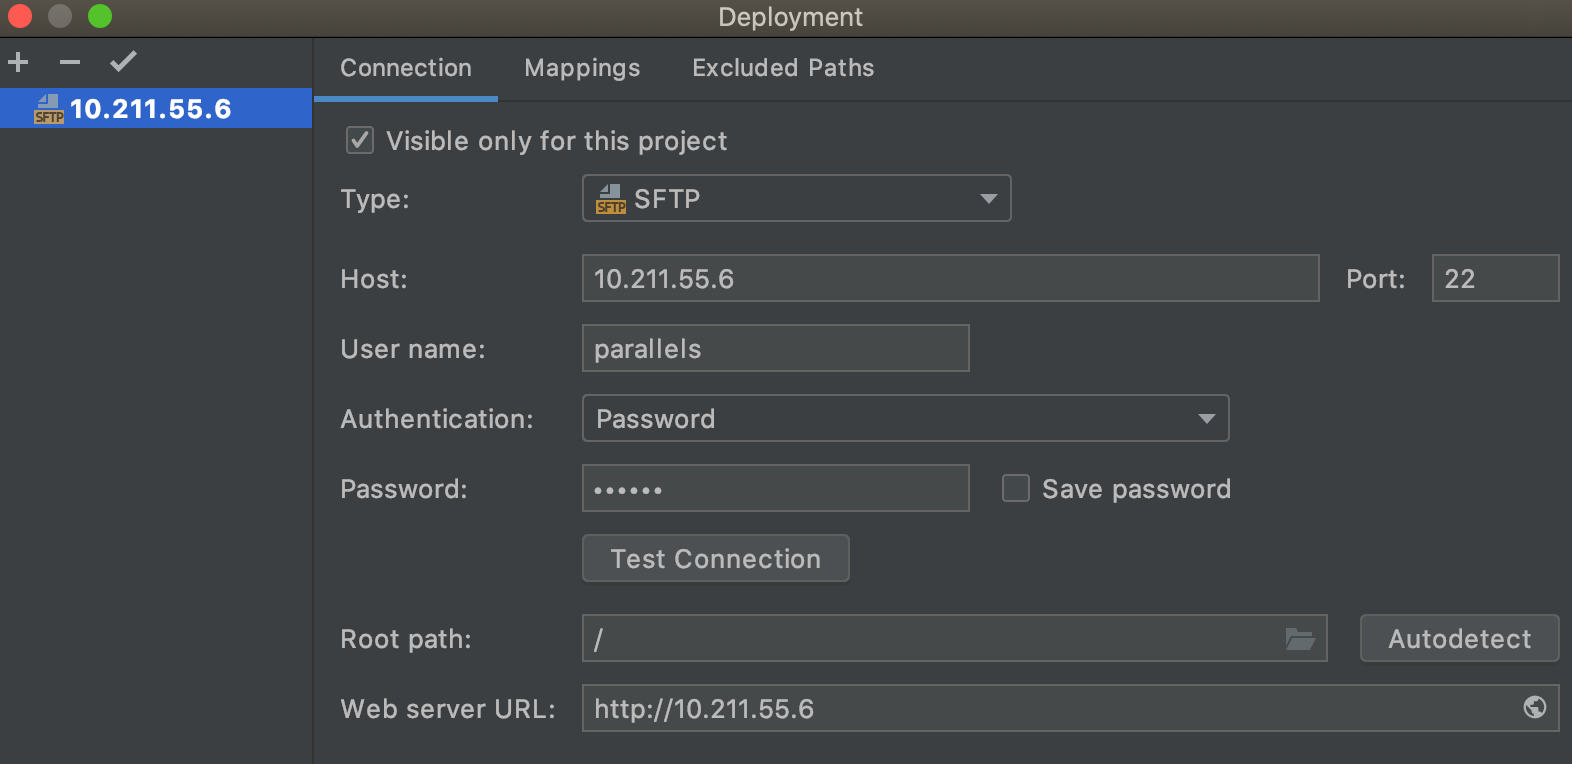 Deployment
Connection Mappings Excluded Paths
SFTP 10.211.55.6
Visible only for this project
Type: SFTP SFTP
Host: 10.211.55.6 Port: 22
User name: parallels
Authentication: Password
Password: •••••• Save password
Test Connection
Root path: / Autodetect
Web server URL: http://10.211.55.6